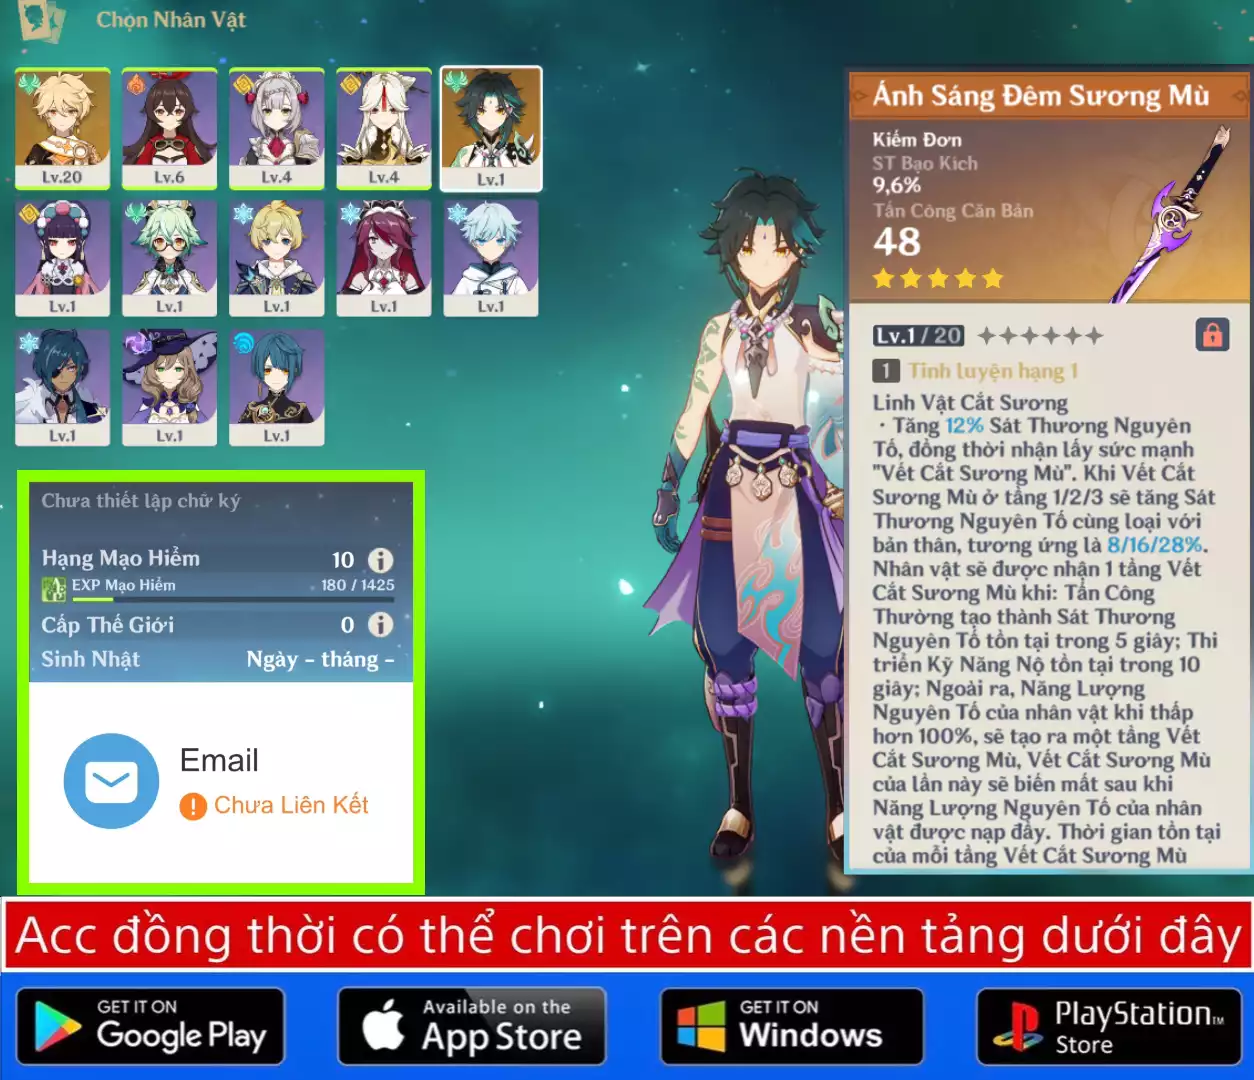 Chọn Nhân Vật
Lv.20
Lv.6
Lv.4
Lv.4
Lv.1
Lv.1
Lv.1
Lv.1
Lv.1
Lv.1
Lv.1
Lv.1
Lv.1
Chưa thiết lập chữ ký
Hạng Mạo Hiểm 10
EXP Mạo Hiểm 180 / 1425
Cấp Thế Giới 0
Sinh Nhật Ngày - tháng -
Email
Chưa Liên Kết
Ánh Sáng Đêm Sương Mù
Kiếm Đơn
ST Bạo Kích
9,6%
Tấn Công Căn Bản
48
Lv.1 / 20
1 Tinh luyện hạng 1
Linh Vật Cắt Sương
· Tăng 12% Sát Thương Nguyên
Tố, đồng thời nhận lấy sức mạnh
"Vết Cắt Sương Mù". Khi Vết Cắt
Sương Mù ở tầng 1/2/3 sẽ tăng Sát
Thương Nguyên Tố cùng loại với
bản thân, tương ứng là 8/16/28%.
Nhân vật sẽ được nhận 1 tầng Vết
Cắt Sương Mù khi: Tấn Công
Thường tạo thành Sát Thương
Nguyên Tố tồn tại trong 5 giây; Thi
triển Kỹ Năng Nộ tồn tại trong 10
giây; Ngoài ra, Năng Lượng
Nguyên Tố của nhân vật khi thấp
hơn 100%, sẽ tạo ra một tầng Vết
Cắt Sương Mù, Vết Cắt Sương Mù
của lần này sẽ biến mất sau khi
Năng Lượng Nguyên Tố của nhân
vật được nạp đầy. Thời gian tồn tại
của mỗi tầng Vết Cắt Sương Mù
Acc đồng thời có thể chơi trên các nền tảng dưới đây
GET IT ON
Google Play
Available on the
App Store
GET IT ON
Windows
PlayStation™
Store